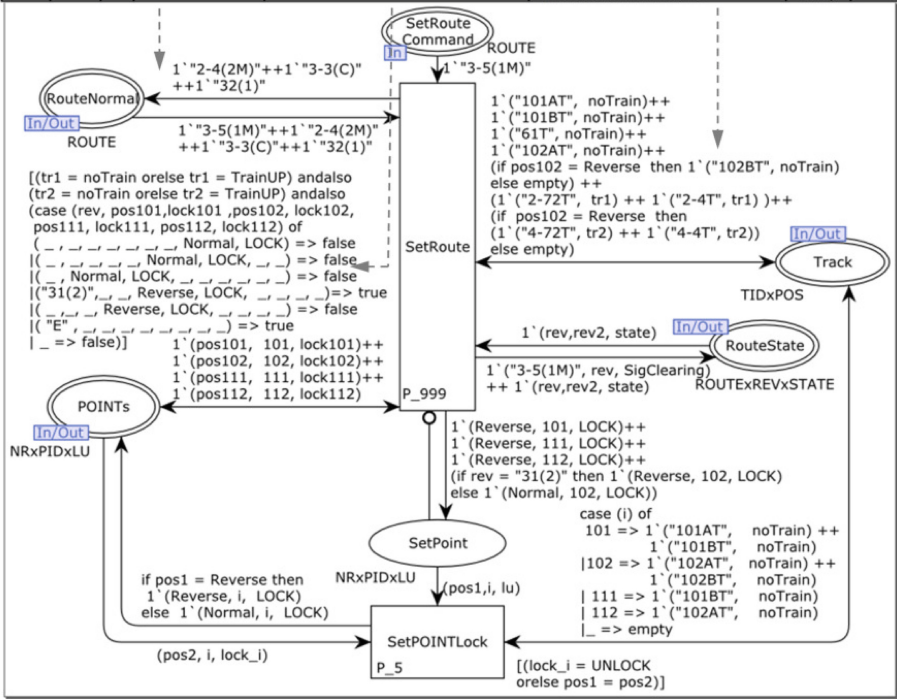 SetRoute
Command
In
ROUTE
1`"3-5(1M)"
1`"2-4(2M)"++1`"3-3(C)"
++1`"32(1)"
RouteNormal
In/Out
ROUTE
1`"3-5(1M)"++1`"2-4(2M)"
++1`"3-3(C)"++1`"32(1)"
1`("101AT", noTrain)++
1`("101BT", noTrain)++
1`("61T", noTrain)++
1`("102AT", noTrain)++
(if pos102 = Reverse then 1`("102BT", noTrain)
else empty) ++
(1`("2-72T", tr1) ++ 1`("2-4T", tr1) )++
(if pos102 = Reverse then
(1`("4-72T", tr2) ++ 1`("4-4T", tr2))
else empty)
[(tr1 = noTrain orelse tr1 = TrainUP) andalso
(tr2 = noTrain orelse tr2 = TrainUP) andalso
(case (rev, pos101,lock101 ,pos102, lock102,
pos111, lock111, pos112, lock112) of
( _ , _, _, _, _, _, _, Normal, LOCK) => false
|( _ , _, _, _, _, Normal, LOCK, _, _) => false
|( _ , Normal, LOCK, _, _, _, _, _, _) => false
|("31(2)",_, _, Reverse, LOCK, _, _, _, _)=> true
|( _, _, _, Reverse, LOCK, _, _, _, _) => false
|( "E" , _, _, _, _, _, _, _, _) => true
| _ => false)]
SetRoute
P_999
In/Out
Track
TIDxPOS
1`(rev,rev2, state)
In/Out
RouteState
ROUTExREVxSTATE
1`("3-5(1M)", rev, SigClearing)
++ 1`(rev,rev2, state)
1`(pos101, 101, lock101)++
1`(pos102, 102, lock102)++
1`(pos111, 111, lock111)++
1`(pos112, 112, lock112)
POINTs
In/Out
NRxPIDxLU
1`(Reverse, 101, LOCK)++
1`(Reverse, 111, LOCK)++
1`(Reverse, 112, LOCK)++
(if rev = "31(2)" then 1`(Reverse, 102, LOCK)
else 1`(Normal, 102, LOCK))
SetPoint
NRxPIDxLU
(pos1,i, lu)
case (i) of
101 => 1`("101AT", noTrain) ++
1`("101BT", noTrain)
|102 => 1`("102AT", noTrain) ++
1`("102BT", noTrain)
| 111 => 1`("101BT", noTrain)
| 112 => 1`("102AT", noTrain)
|_ => empty
if pos1 = Reverse then
1`(Reverse, i, LOCK)
else 1`(Normal, i, LOCK)
(pos2, i, lock_i)
SetPOINTLock
P_5
[(lock_i = UNLOCK
orelse pos1 = pos2)]